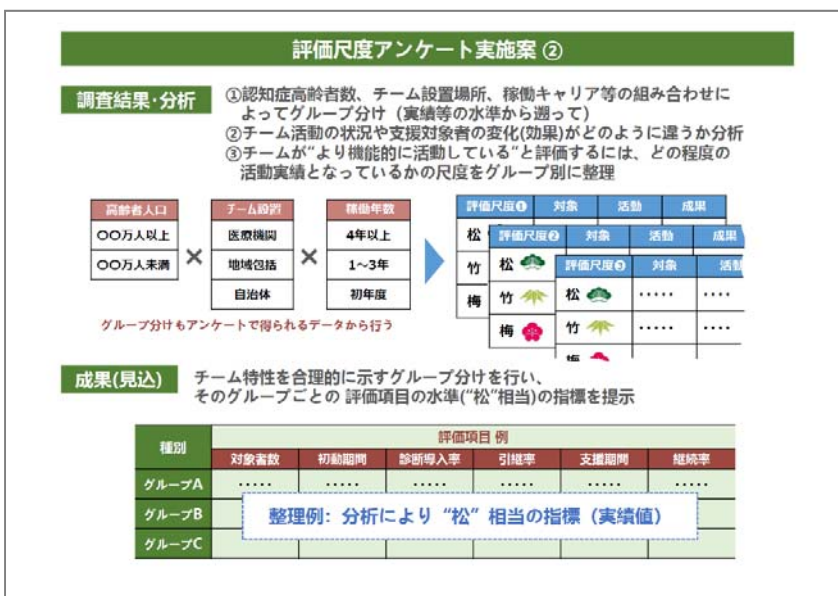 評価尺度アンケート実施案 ②
調査結果・分析
①認知症高齢者数、チーム設置場所、稼働キャリア等の組み合わせに
よってグループ分け（実績等の水準から遡って）
②チーム活動の状況や支援対象者の変化(効果)がどのように違うか分析
③チームが“より機能的に活動している”と評価するには、どの程度の
活動実績となっているかの尺度をグループ別に整理
高齢者人口
〇〇万人以上
〇〇万人未満
×
チーム設置
医療機関
地域包括
自治体
×
稼働年数
4年以上
1～3年
初年度
グループ分けもアンケートで得られるデータから行う
評価尺度❶ 対象 活動 成果
松
竹
梅
評価尺度❷ 対象 活動 成果
松
竹
梅
評価尺度❸ 対象 活動
松 ・・・・・ ・・・・
竹 ・・・・・ ・・・・
梅
成果(見込)
チーム特性を合理的に示すグループ分けを行い、
そのグループごとの 評価項目の水準(“松”相当)の指標を提示
種別
評価項目 例
対象者数 初動期間 診断導入率 引継率 支援期間 継続率
グループA ・・・・・ ・・・・・ ・・・・・ ・・・・・ ・・・・・ ・・・・・
グループB
グループC
整理例: 分析により “松” 相当の指標（実績値）